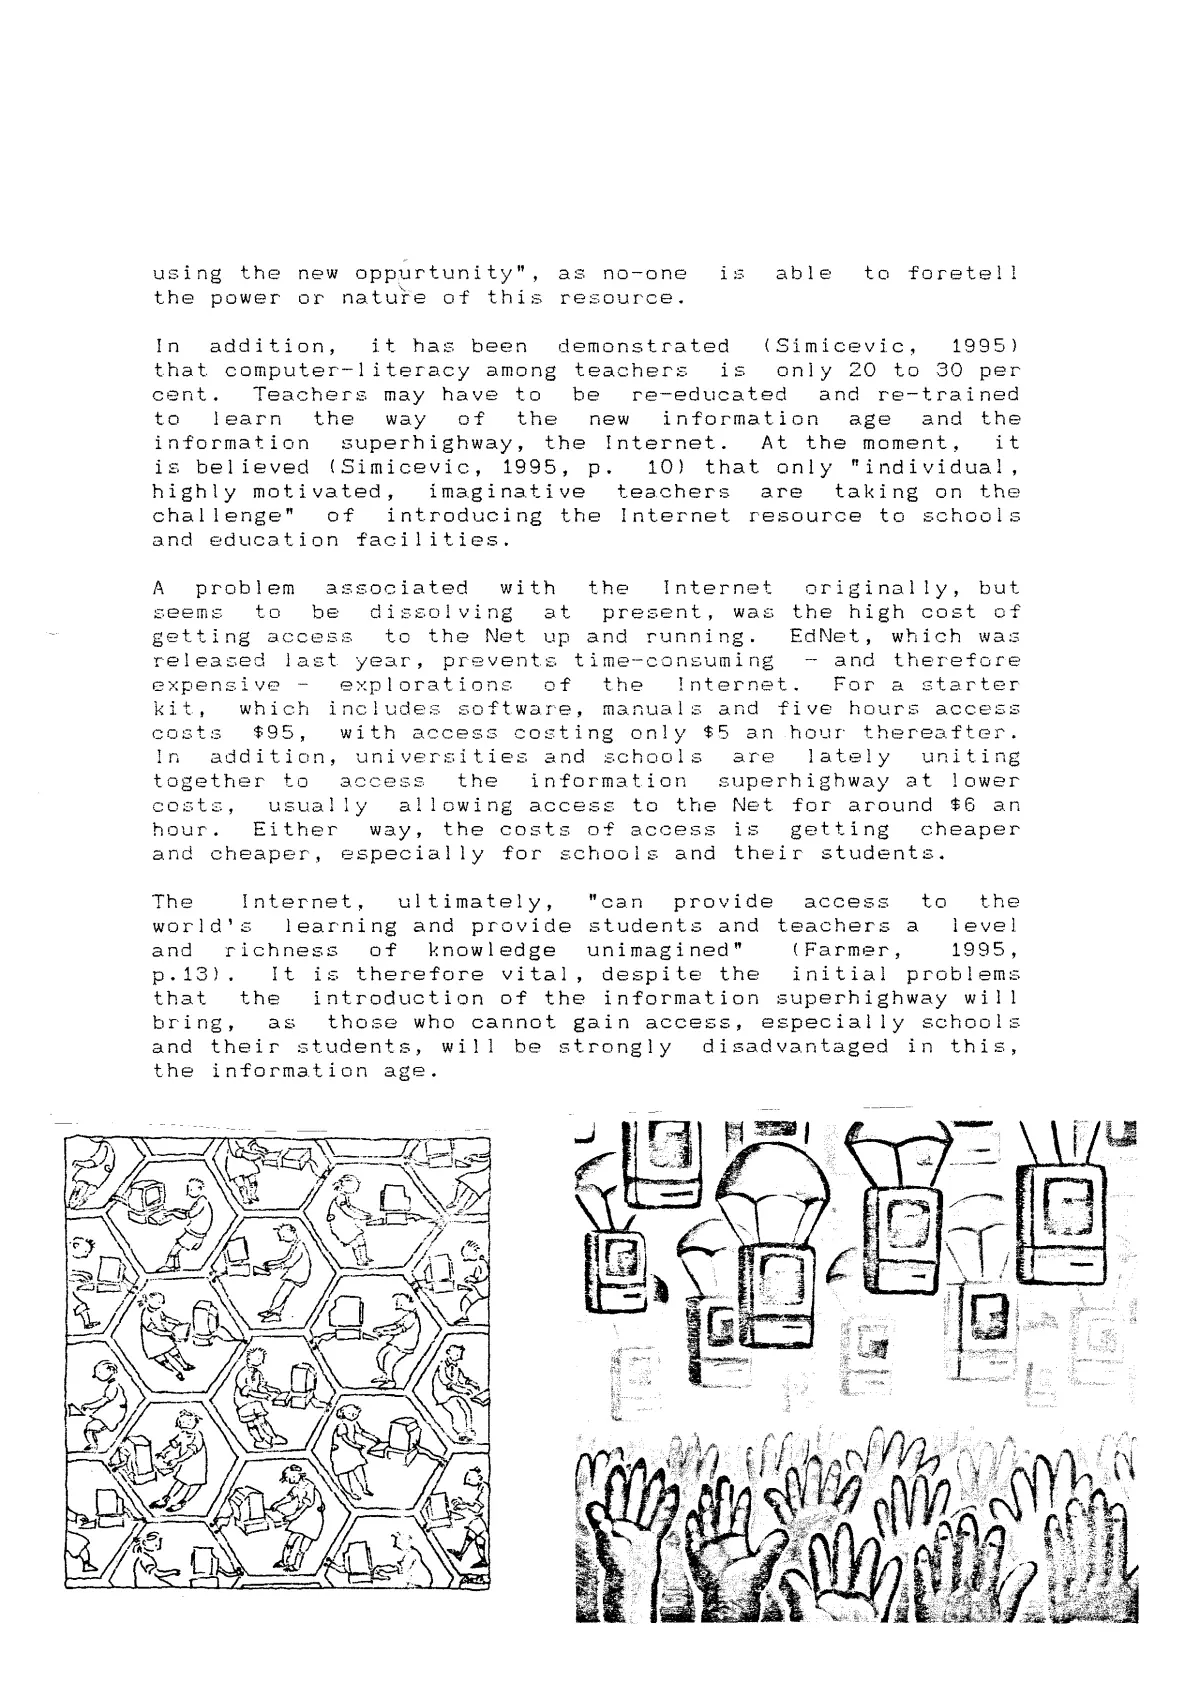 using the new oppurtunity", as no-one is able to foretell
the power or nature of this resource.
In addition, it has been demonstrated (Simicevic, 1995)
that computer-literacy among teachers is only 20 to 30 per
cent. Teachers may have to be re-educated and re-trained
to learn the way of the new information age and the
information superhighway, the Internet. At the moment, it
is believed (Simicevic, 1995, p. 10) that only "individual,
highly motivated, imaginative teachers are taking on the
challenge" of introducing the Internet resource to schools
and education facilities.
A problem associated with the Internet originally, but
seems to be dissolving at present, was the high cost of
getting access to the Net up and running. EdNet, which was
released last year, prevents time-consuming - and therefore
expensive - explorations of the Internet. For a starter
kit, which includes software, manuals and five hours access
costs $95, with access costing only $5 an hour thereafter.
In addition, universities and schools are lately uniting
together to access the information superhighway at lower
costs, usually allowing access to the Net for around $6 an
hour. Either way, the costs of access is getting cheaper
and cheaper, especially for schools and their students.
The Internet, ultimately, "can provide access to the
world's learning and provide students and teachers a level
and richness of knowledge unimagined" (Farmer, 1995,
p.13). It is therefore vital, despite the initial problems
that the introduction of the information superhighway will
bring, as those who cannot gain access, especially schools
and their students, will be strongly disadvantaged in this,
the information age.